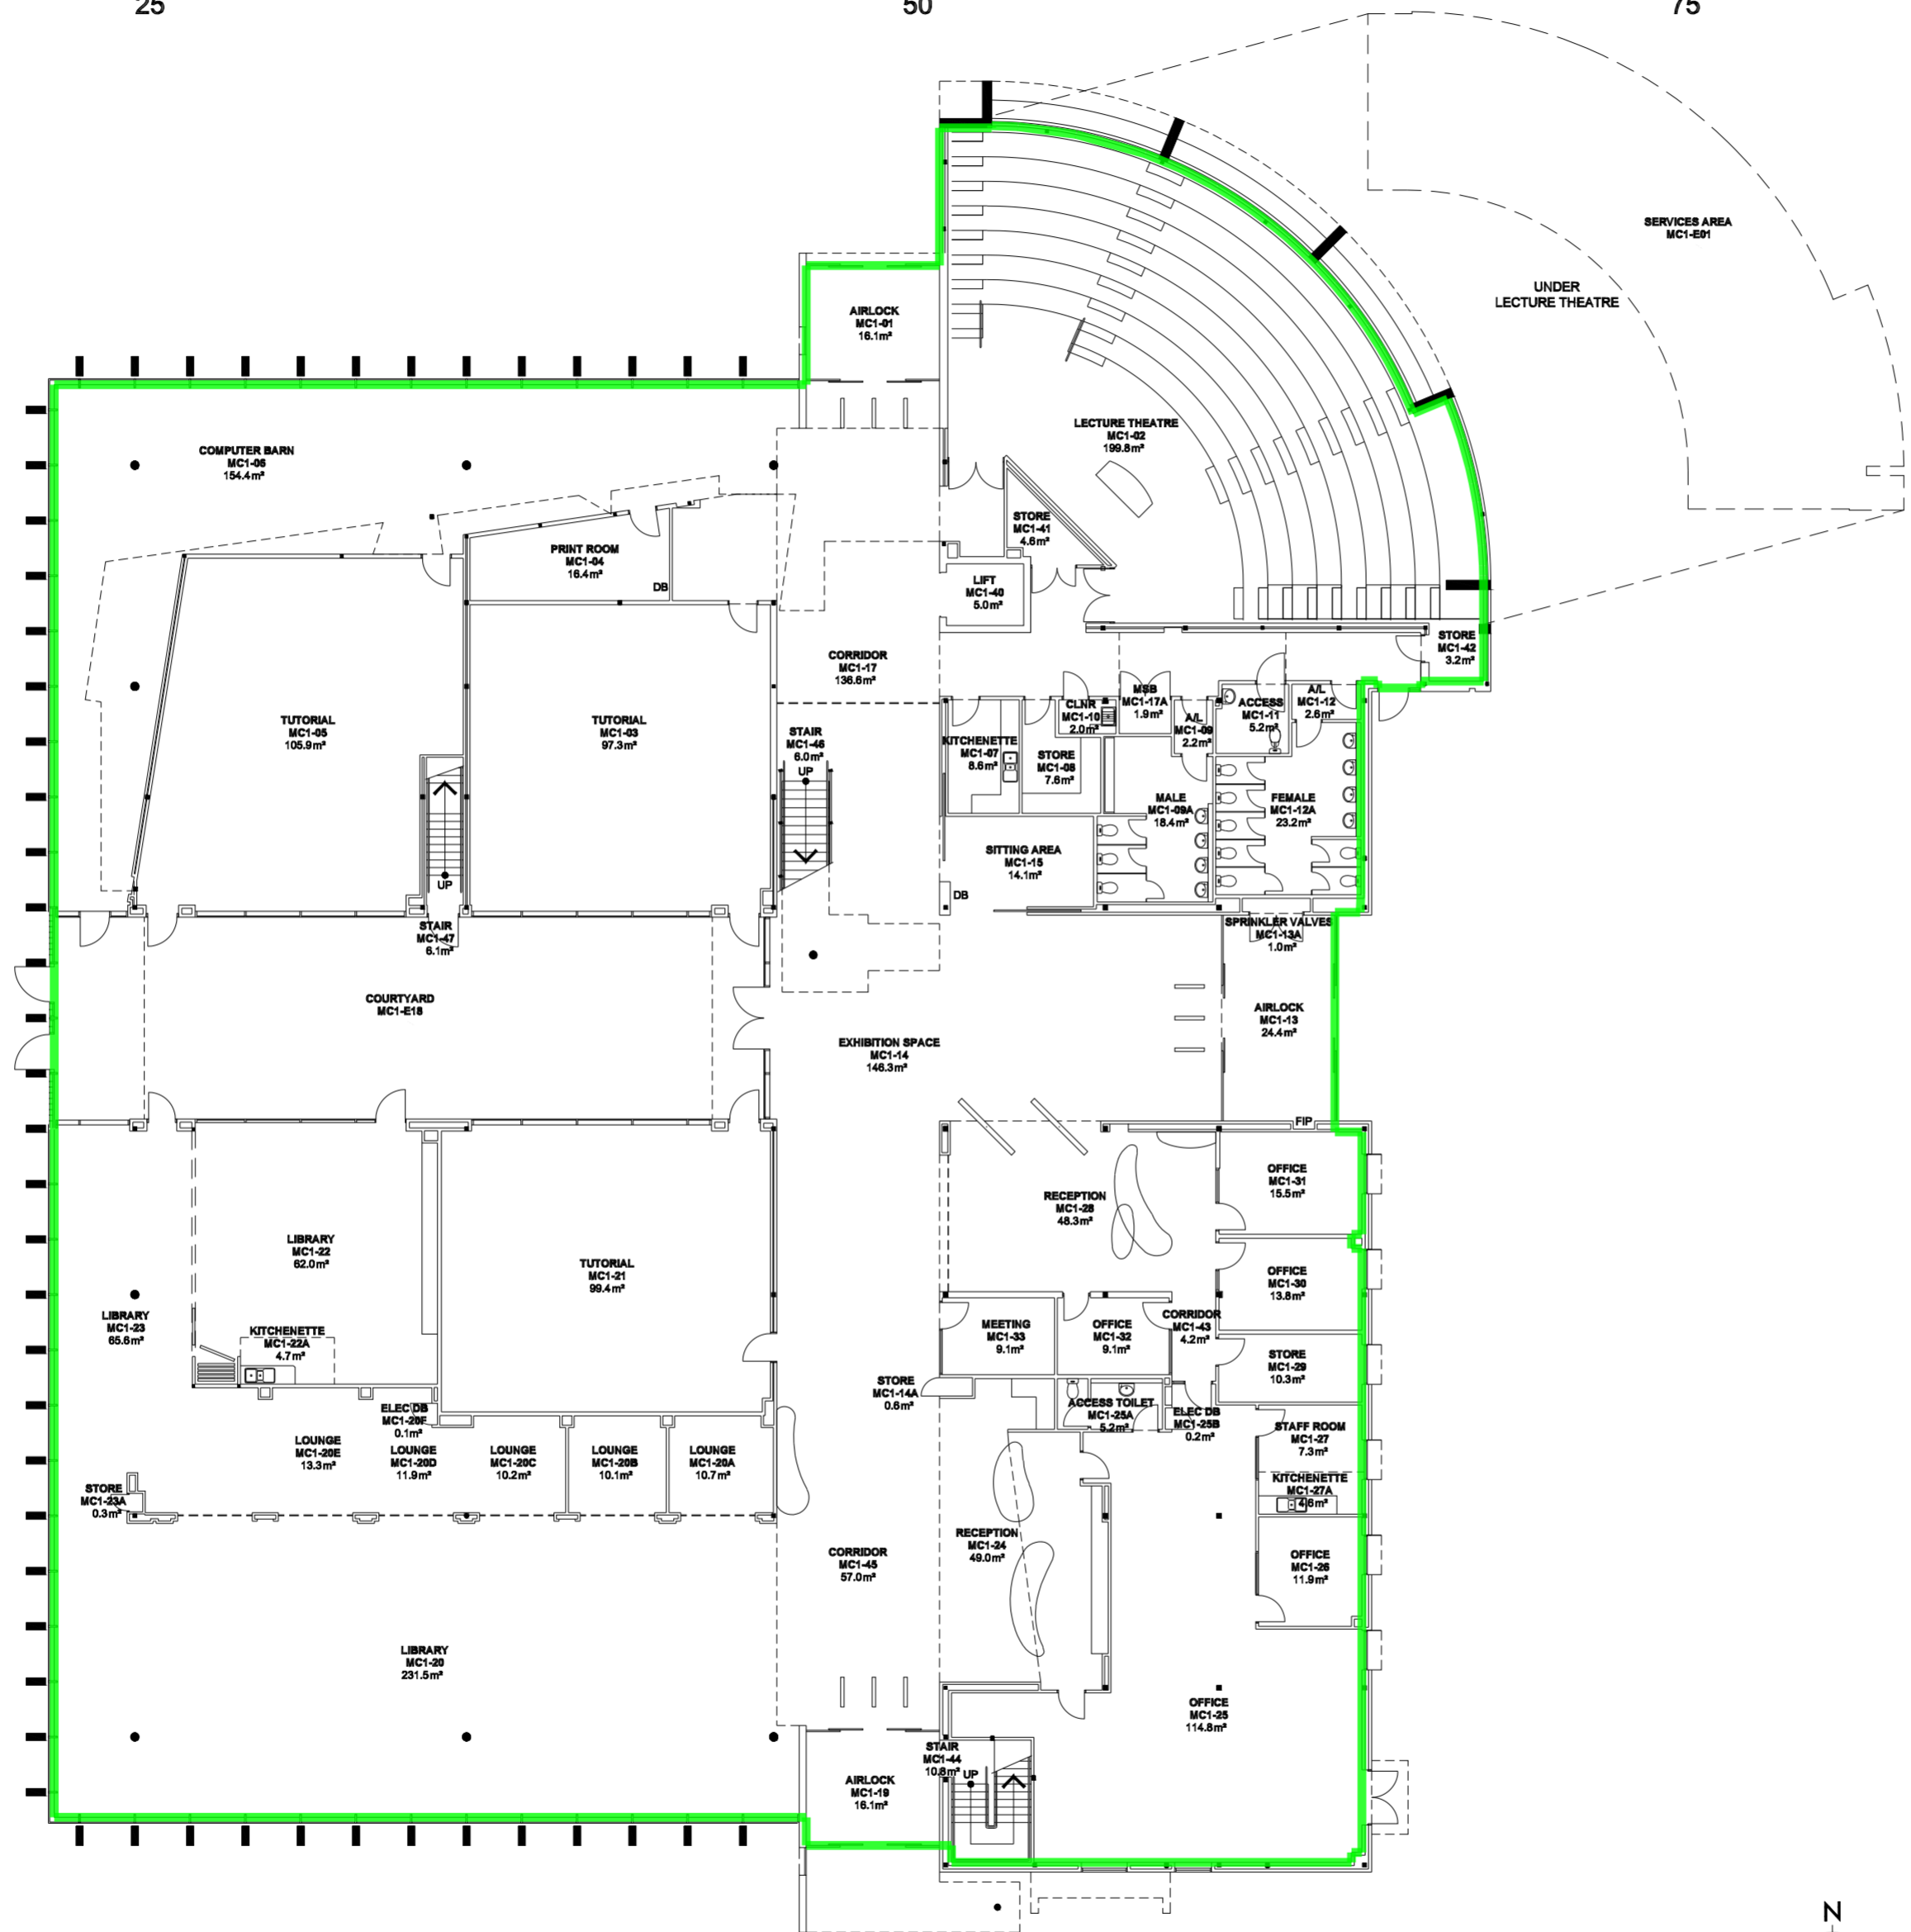 25
50
75
SERVICES AREA
MC1-E01
UNDER
LECTURE THEATRE
AIRLOCK
MC1-01
16.1m²
LECTURE THEATRE
MC1-02
199.8m²
COMPUTER BARN
MC1-06
154.4m²
STORE
MC1-41
4.6m²
PRINT ROOM
MC1-04
16.4m²
DB
LIFT
MC1-40
5.0m²
CORRIDOR
MC1-17
136.6m²
STORE
MC1-42
3.2m²
TUTORIAL
MC1-05
105.9m²
TUTORIAL
MC1-03
97.3m²
STAIR
MC1-46
6.0m²
UP
KITCHENETTE
MC1-07
8.6m²
STORE
MC1-08
7.6m²
CLNR
MC1-10
2.0m²
MSB
MC1-17A
1.9m²
A/L
MC1-09
2.2m²
ACCESS
MC1-11
5.2m²
A/L
MC1-12
2.6m²
MALE
MC1-09A
18.4m²
FEMALE
MC1-12A
23.2m²
SITTING AREA
MC1-15
14.1m²
DB
UP
STAIR
MC1-47
6.1m²
SPRINKLER VALVES
MC1-13A
1.0m²
COURTYARD
MC1-E18
AIRLOCK
MC1-13
24.4m²
EXHIBITION SPACE
MC1-14
146.3m²
FIP
OFFICE
MC1-31
15.5m²
RECEPTION
MC1-28
48.3m²
LIBRARY
MC1-22
62.0m²
TUTORIAL
MC1-21
99.4m²
OFFICE
MC1-30
13.8m²
LIBRARY
MC1-23
65.6m²
KITCHENETTE
MC1-22A
4.7m²
MEETING
MC1-33
9.1m²
OFFICE
MC1-32
9.1m²
CORRIDOR
MC1-43
4.2m²
STORE
MC1-29
10.3m²
STORE
MC1-14A
0.6m²
ELEC DB
MC1-20F
0.1m²
ACCESS TOILET
MC1-25A
5.2m²
ELEC DB
MC1-25B
0.2m²
STAFF ROOM
MC1-27
7.3m²
LOUNGE
MC1-20E
13.3m²
LOUNGE
MC1-20D
11.9m²
LOUNGE
MC1-20C
10.2m²
LOUNGE
MC1-20B
10.1m²
LOUNGE
MC1-20A
10.7m²
STORE
MC1-23A
0.3m²
KITCHENETTE
MC1-27A
4.6m²
RECEPTION
MC1-24
49.0m²
CORRIDOR
MC1-45
57.0m²
OFFICE
MC1-26
11.9m²
LIBRARY
MC1-20
231.5m²
OFFICE
MC1-25
114.8m²
STAIR
MC1-44
10.8m²
UP
AIRLOCK
MC1-19
16.1m²
N